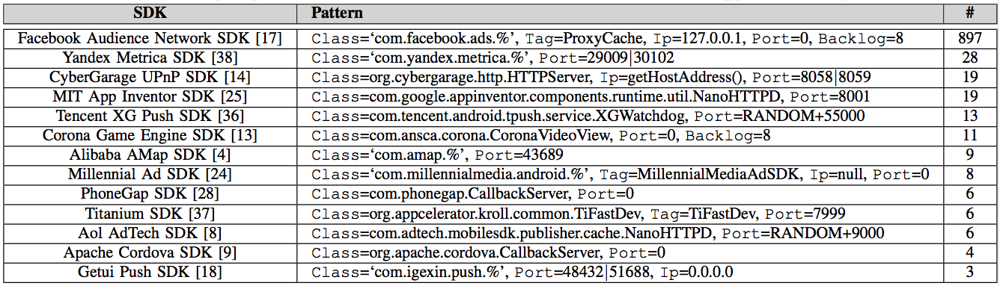 SDK Pattern #
Facebook Audience Network SDK [17] Class=‘com.facebook.ads.%’, Tag=ProxyCache, Ip=127.0.0.1, Port=0, Backlog=8 897
Yandex Metrica SDK [38] Class=‘com.yandex.metrica.%’, Port=29009|30102 28
CyberGarage UPnP SDK [14] Class=org.cybergarage.http.HTTPServer, Ip=getHostAddress(), Port=8058|8059 19
MIT App Inventor SDK [25] Class=com.google.appinventor.components.runtime.util.NanoHTTPD, Port=8001 19
Tencent XG Push SDK [36] Class=com.tencent.android.tpush.service.XGWatchdog, Port=RANDOM+55000 13
Corona Game Engine SDK [13] Class=com.ansca.corona.CoronaVideoView, Port=0, Backlog=8 11
Alibaba AMap SDK [4] Class=‘com.amap.%’, Port=43689 9
Millennial Ad SDK [24] Class=‘com.millennialmedia.android.%’, Tag=MillennialMediaAdSDK, Ip=null, Port=0 8
PhoneGap SDK [28] Class=com.phonegap.CallbackServer, Port=0 6
Titanium SDK [37] Class=org.appcelerator.kroll.common.TiFastDev, Tag=TiFastDev, Port=7999 6
Aol AdTech SDK [8] Class=com.adtech.mobilesdk.publisher.cache.NanoHTTPD, Port=RANDOM+9000 6
Apache Cordova SDK [9] Class=org.apache.cordova.CallbackServer, Port=0 4
Getui Push SDK [18] Class=‘com.igexin.push.%’, Port=48432|51688, Ip=0.0.0.0 3